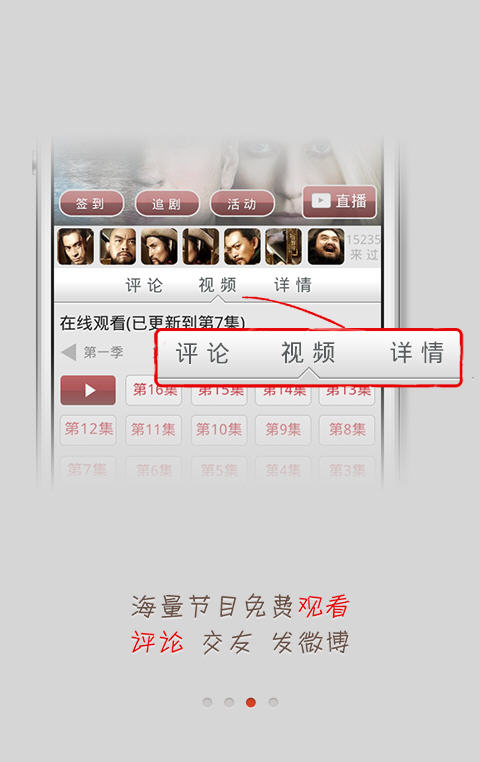 签到 追剧 活动 直播
15235
来过
评论 视频 详情
在线观看(已更新到第7集)
评论 视频 详情
第一季
第16集 第15集 第14集 第13集
第12集 第11集 第10集 第9集 第8集
第7集 第6集 第5集 第4集 第3集
海量节目免费观看
评论 交友 发微博